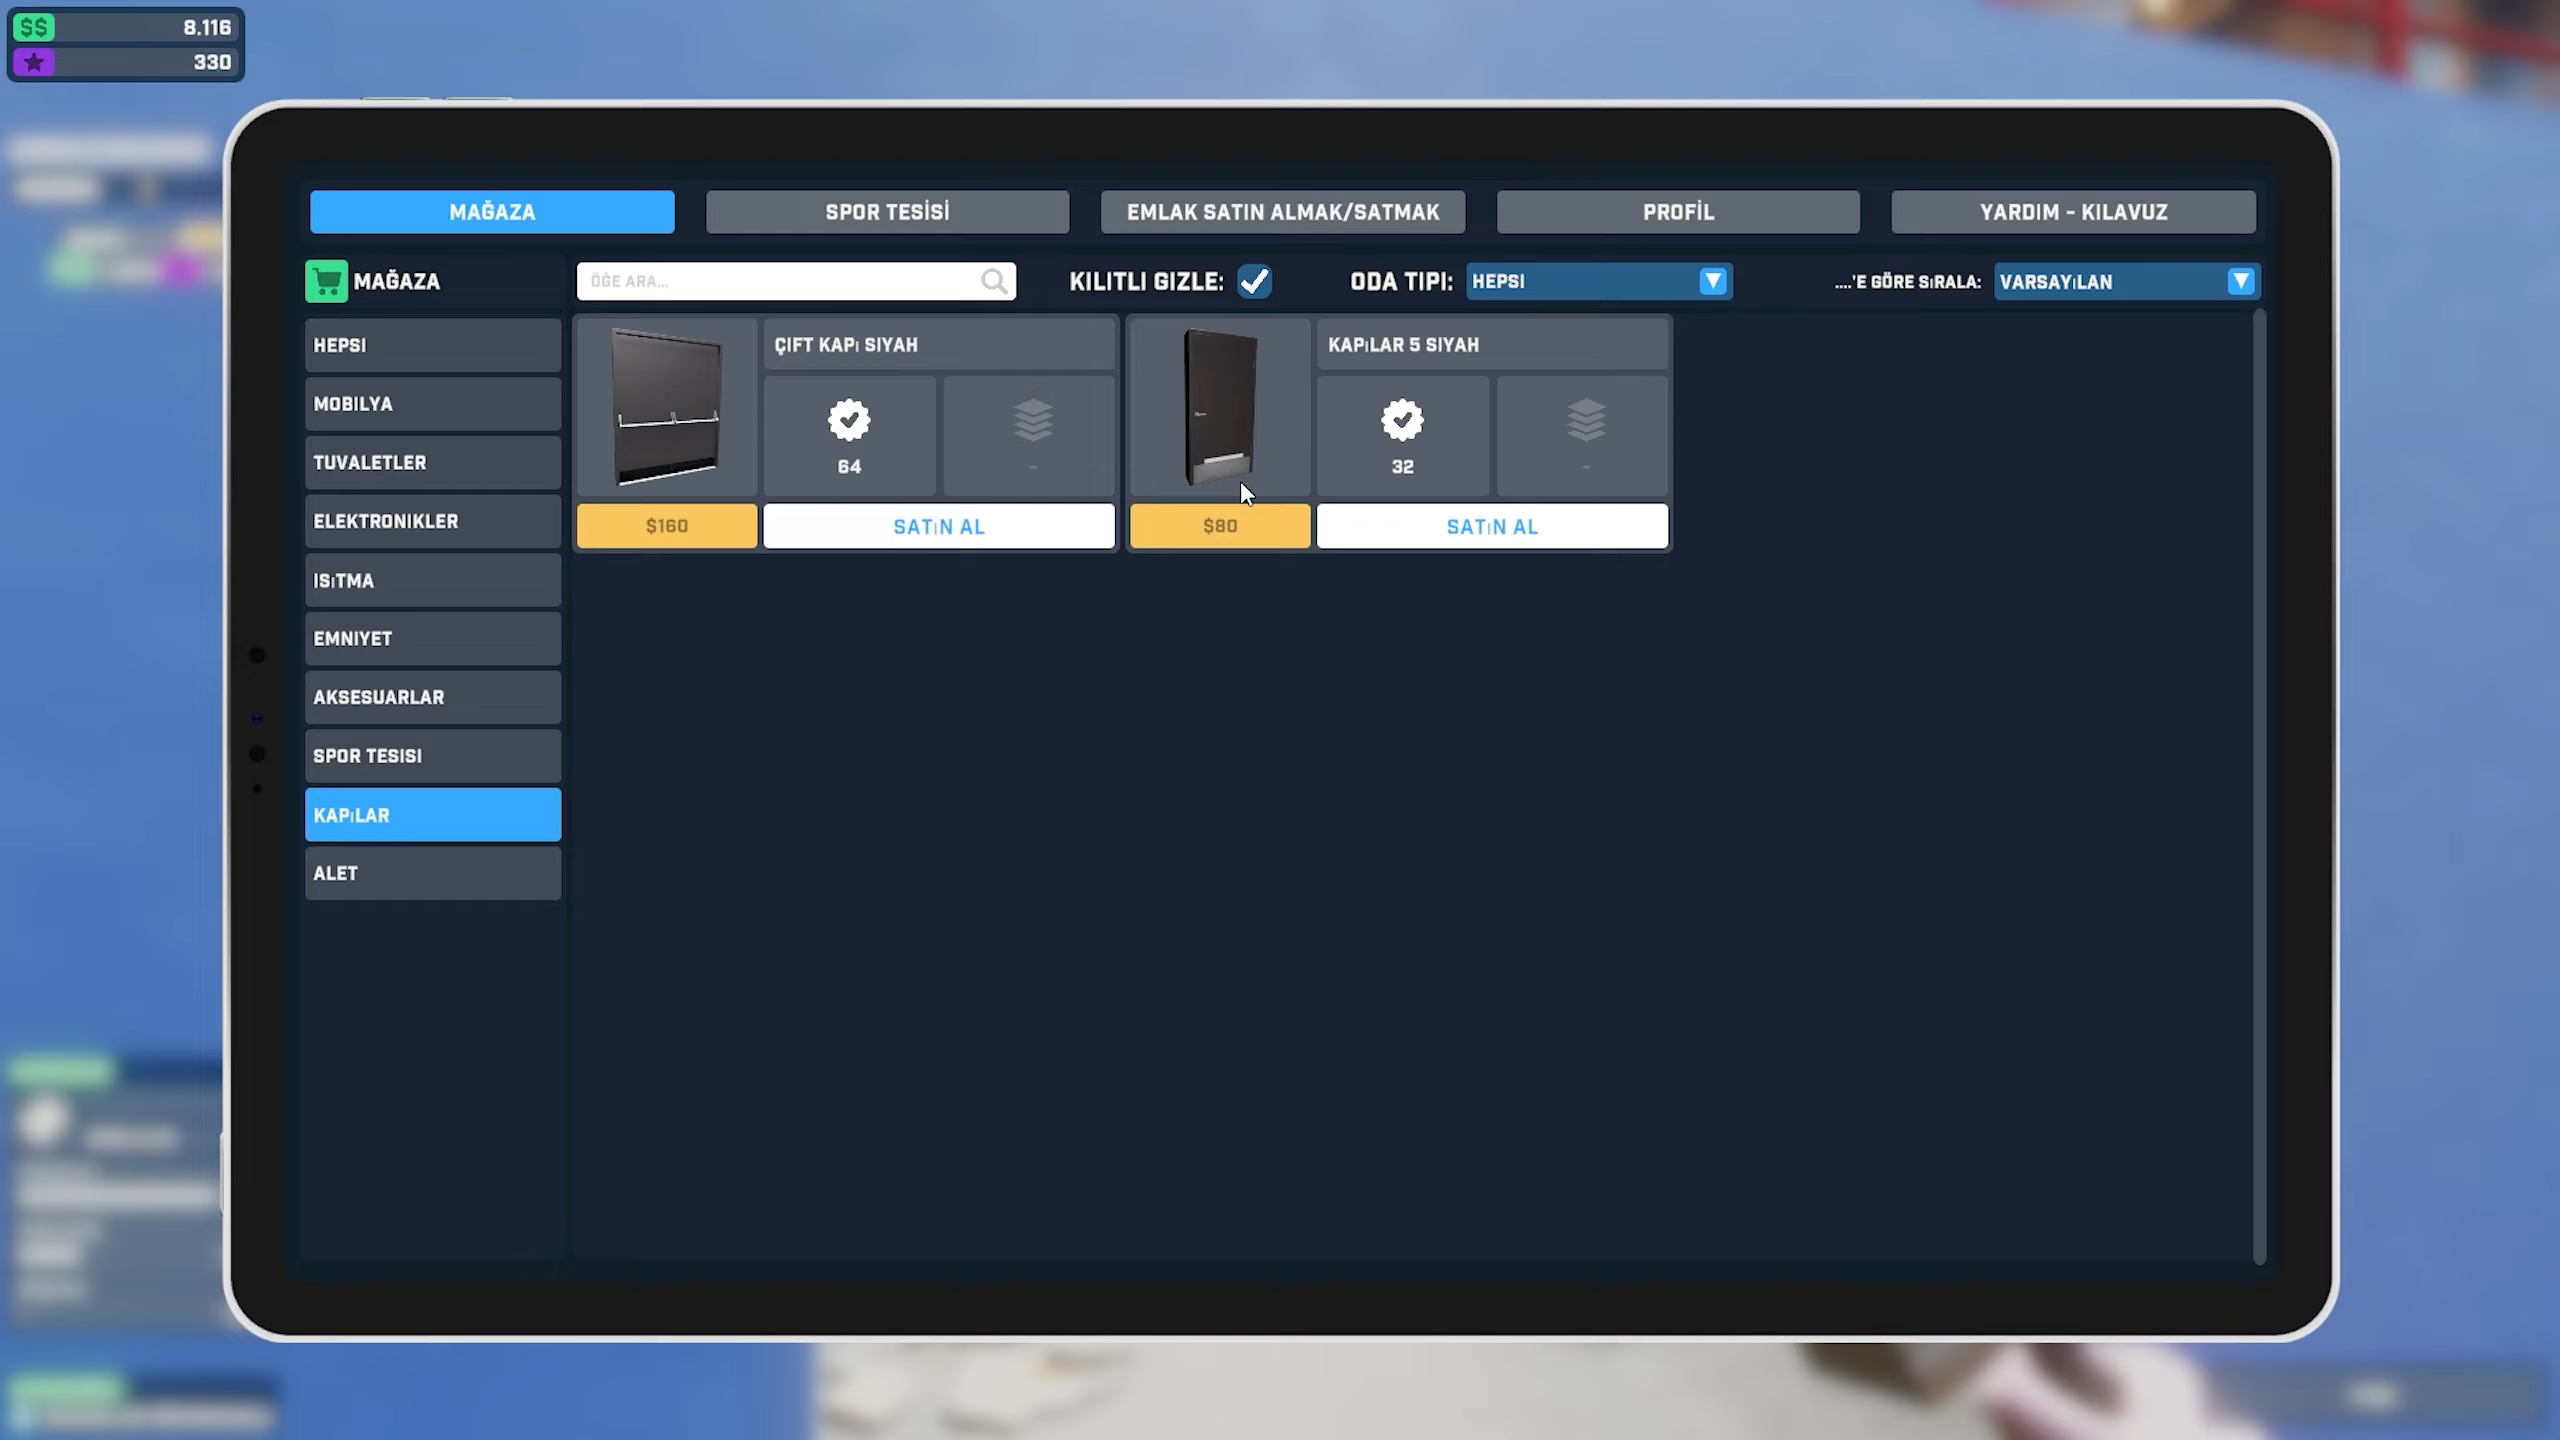 $$ 8.116
330
MAĞAZA SPOR TESİSİ EMLAK SATIN ALMAK/SATMAK PROFİL YARDIM - KILAVUZ
MAĞAZA ÖĞE ARA... KILITLI GIZLE: ODA TIPI: HEPSI ....'E GÖRE SıRALA: VARSAYıLAN
HEPSI
MOBILYA
TUVALETLER
ELEKTRONIKLER
ISıTMA
EMNIYET
AKSESUARLAR
SPOR TESISI
KAPıLAR
ALET
ÇIFT KAPı SIYAH
64 -
$160 SATıN AL
KAPıLAR 5 SIYAH
32 -
$80 SATıN AL